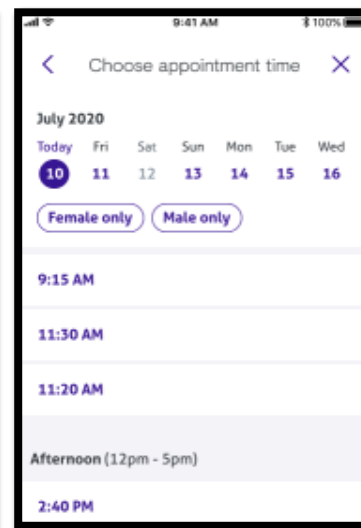 9:41 AM 100%
Choose appointment time
July 2020
Today Fri Sat Sun Mon Tue Wed
10 11 12 13 14 15 16
Female only Male only
9:15 AM
11:30 AM
11:20 AM
Afternoon (12pm - 5pm)
2:40 PM